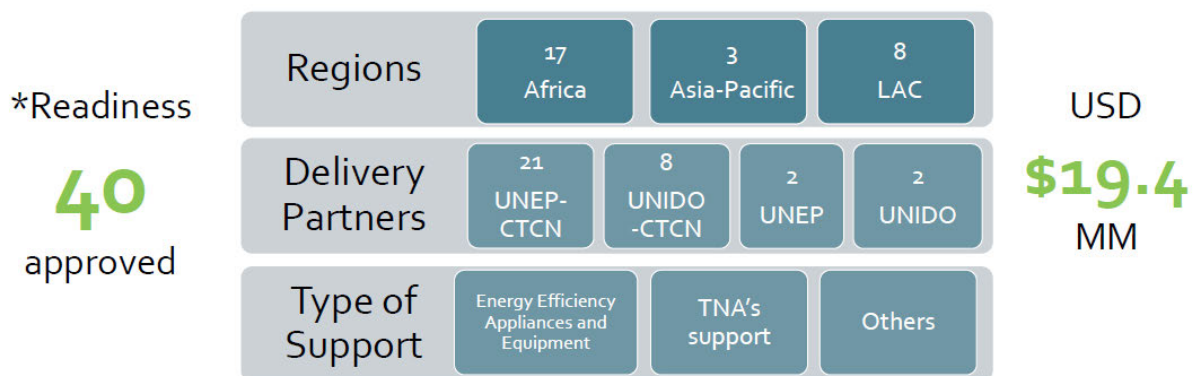 *Readiness
40
approved
Regions
17
Africa
3
Asia-Pacific
8
LAC
Delivery
Partners
21
UNEP-
CTCN
8
UNIDO
-CTCN
2
UNEP
2
UNIDO
Type of
Support
Energy Efficiency
Appliances and
Equipment
TNA's
support
Others
USD
$19.4
MM